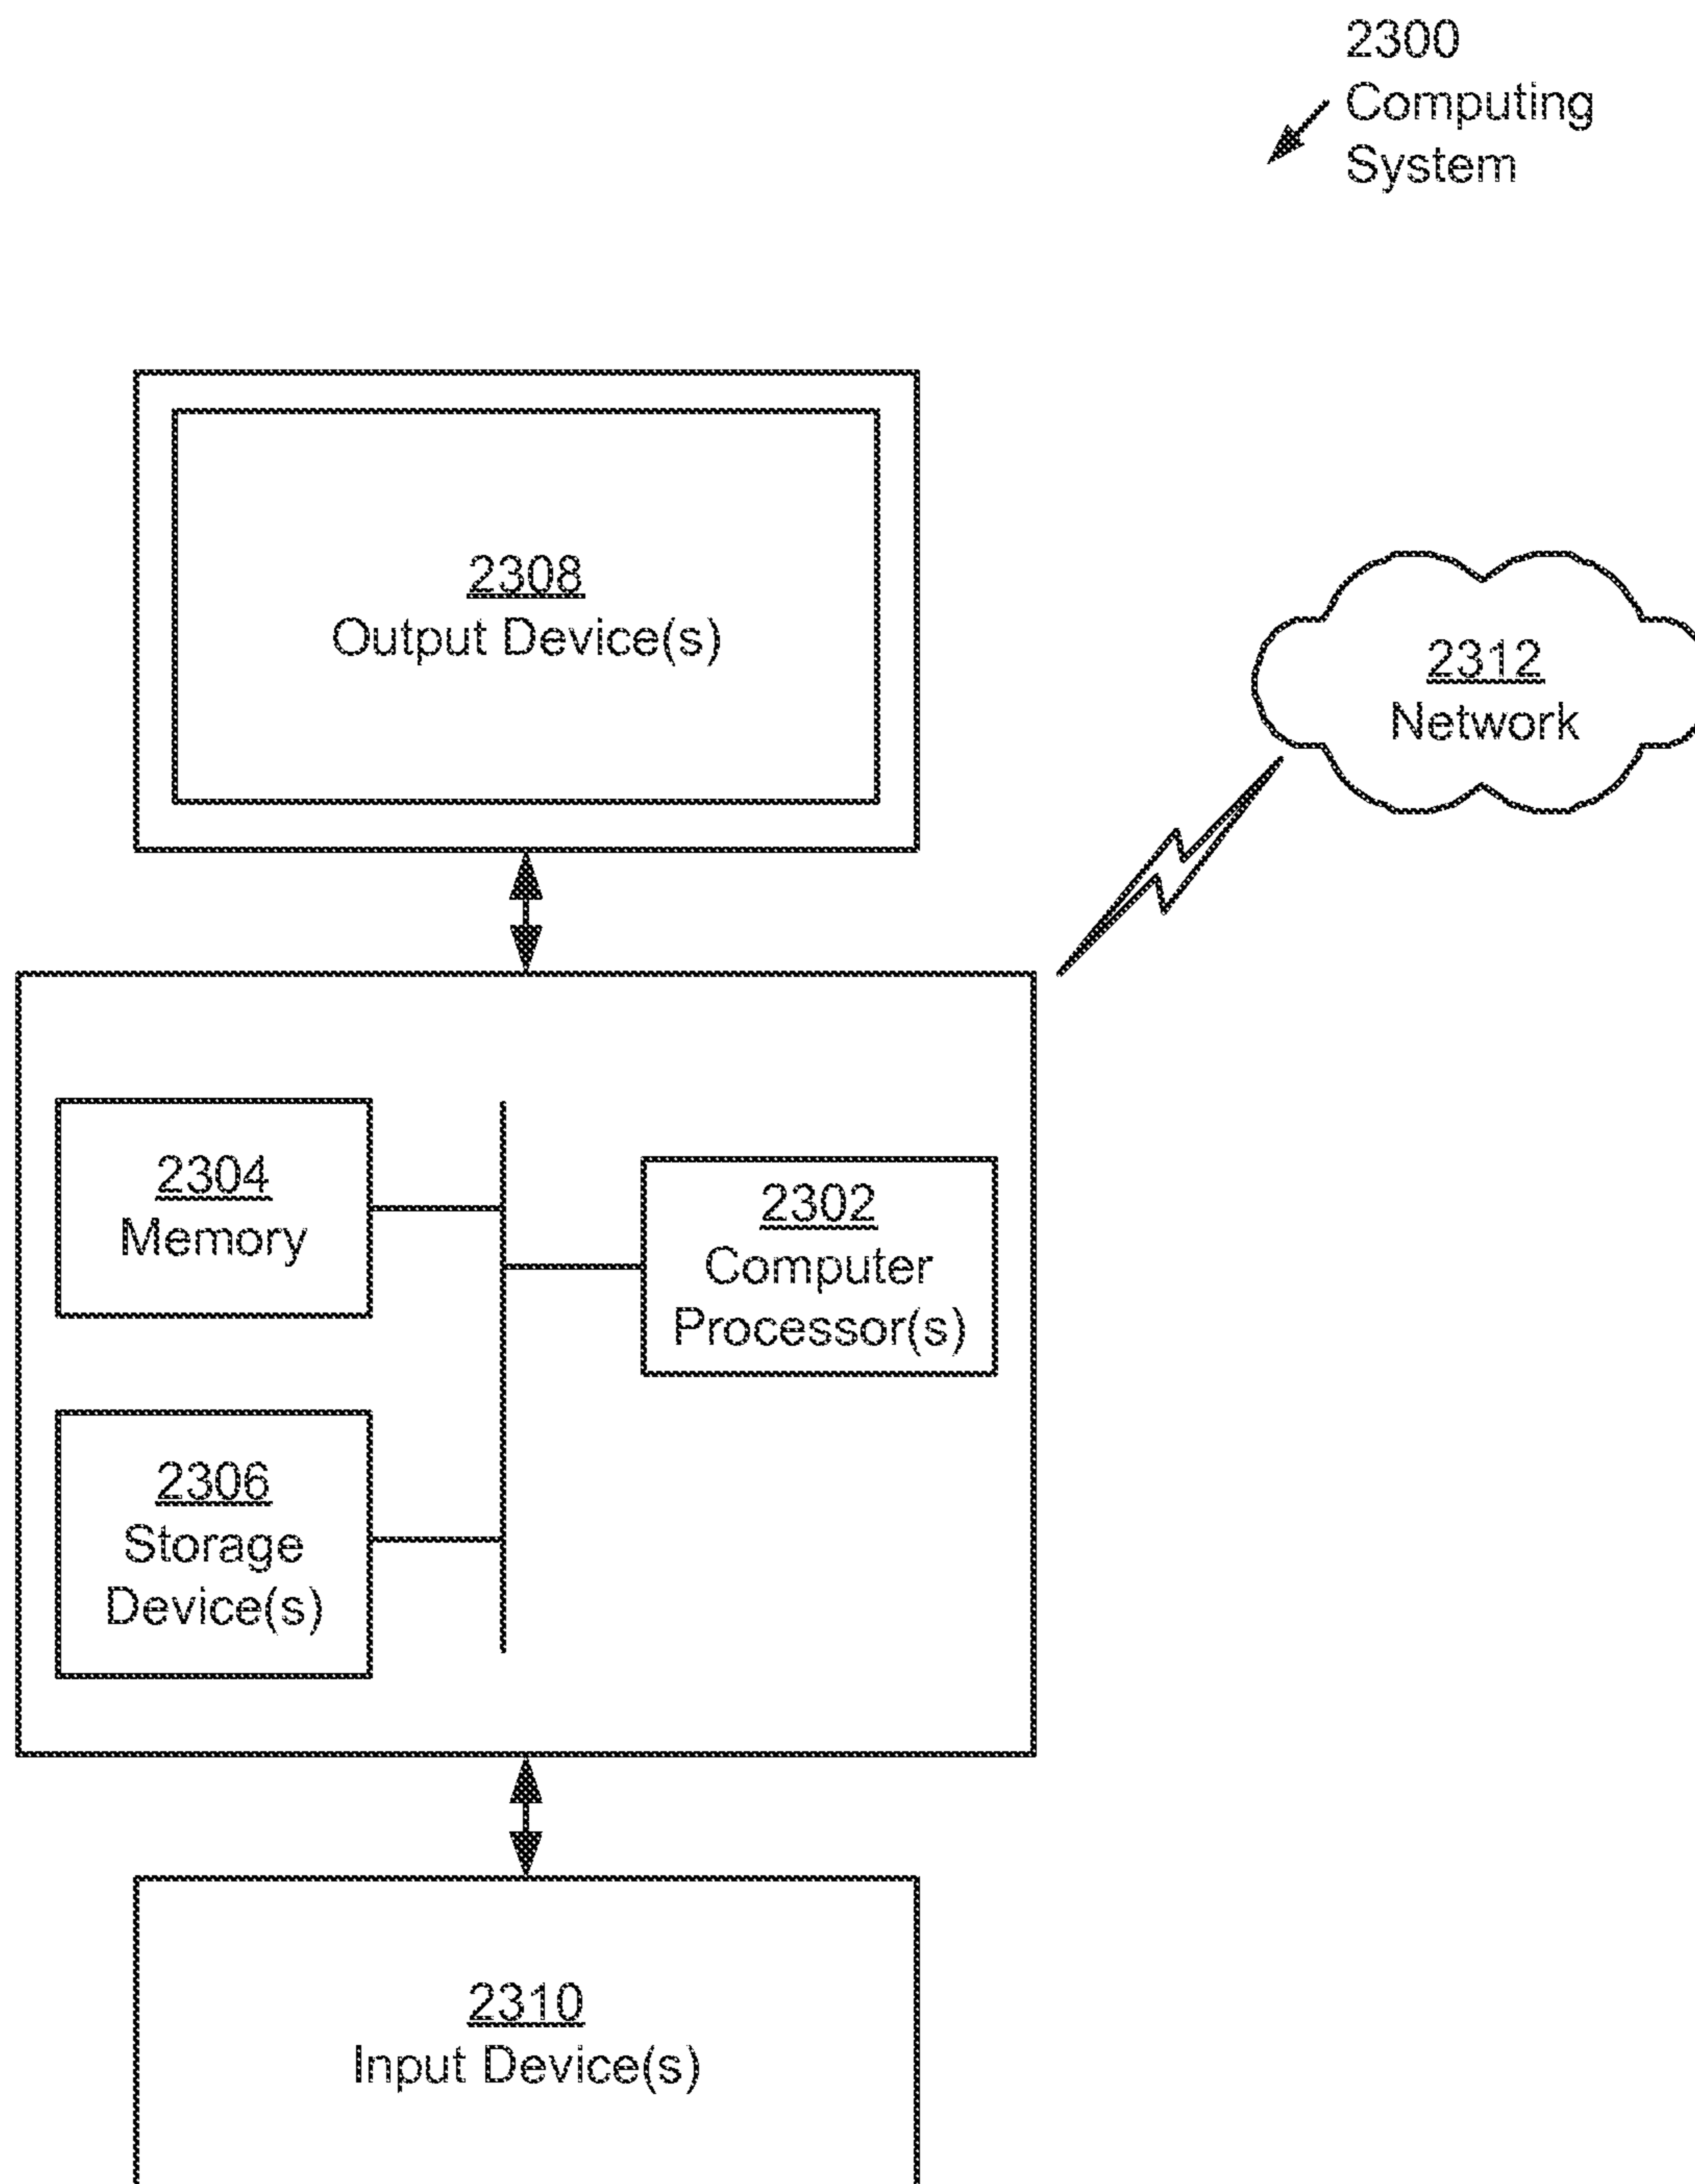 2300
Computing
System
2308
Output Device(s)
2312
Network
2304
Memory
2302
Computer
Processor(s)
2306
Storage
Device(s)
2310
Input Device(s)